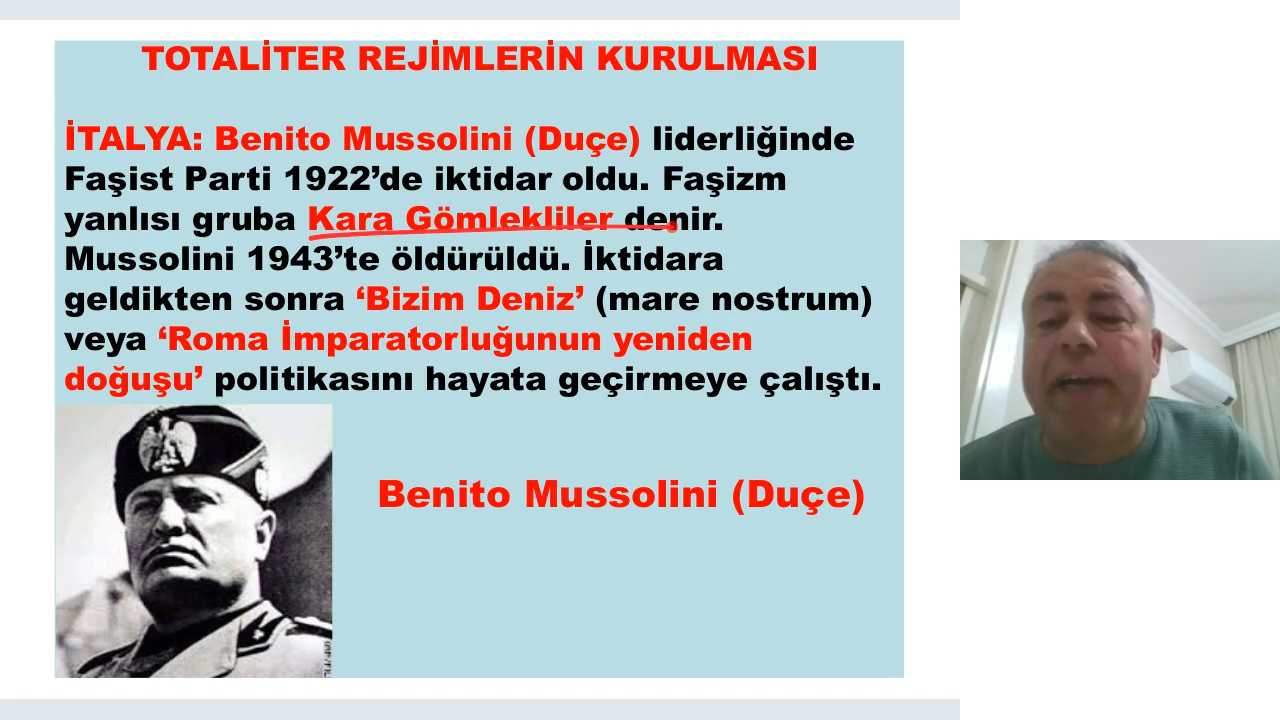 TOTALİTER REJİMLERİN KURULMASI
İTALYA: Benito Mussolini (Duçe) liderliğinde
Faşist Parti 1922’de iktidar oldu. Faşizm
yanlısı gruba Kara Gömlekliler denir.
Mussolini 1943’te öldürüldü. İktidara
geldikten sonra ‘Bizim Deniz’ (mare nostrum)
veya ‘Roma İmparatorluğunun yeniden
doğuşu’ politikasını hayata geçirmeye çalıştı.
Benito Mussolini (Duçe)